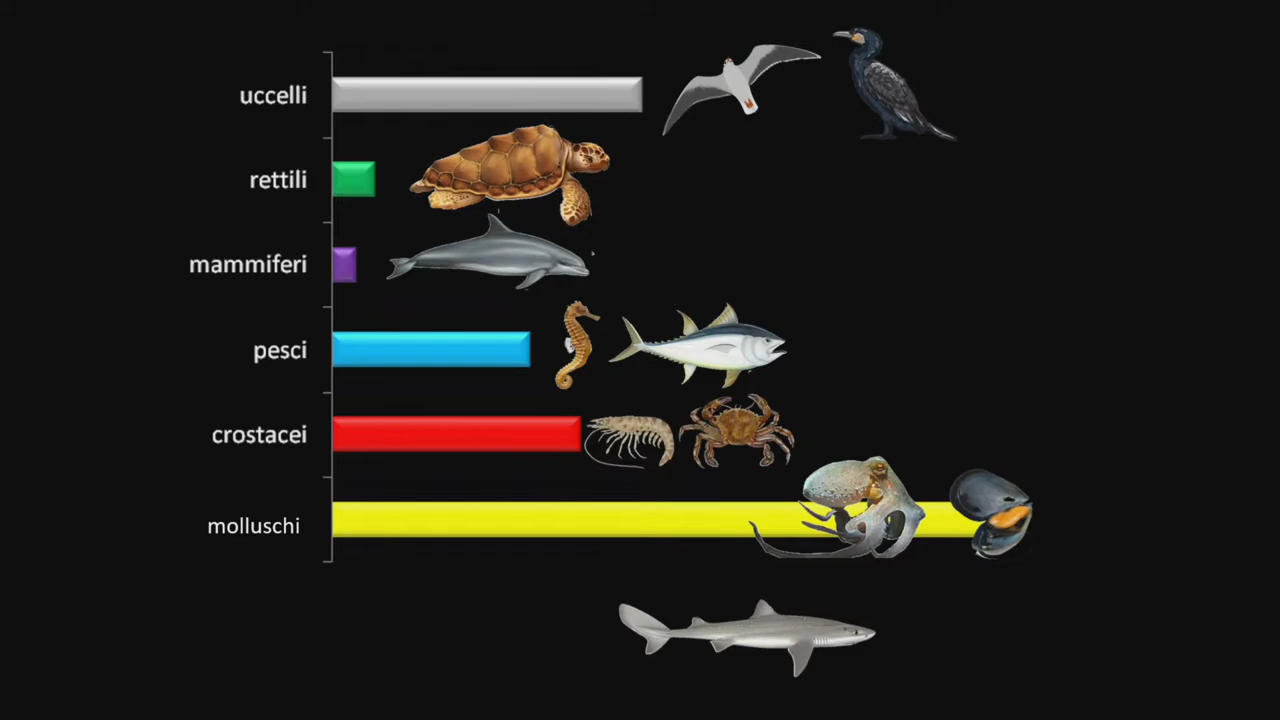 uccelli
rettili
mammiferi
pesci
crostacei
molluschi